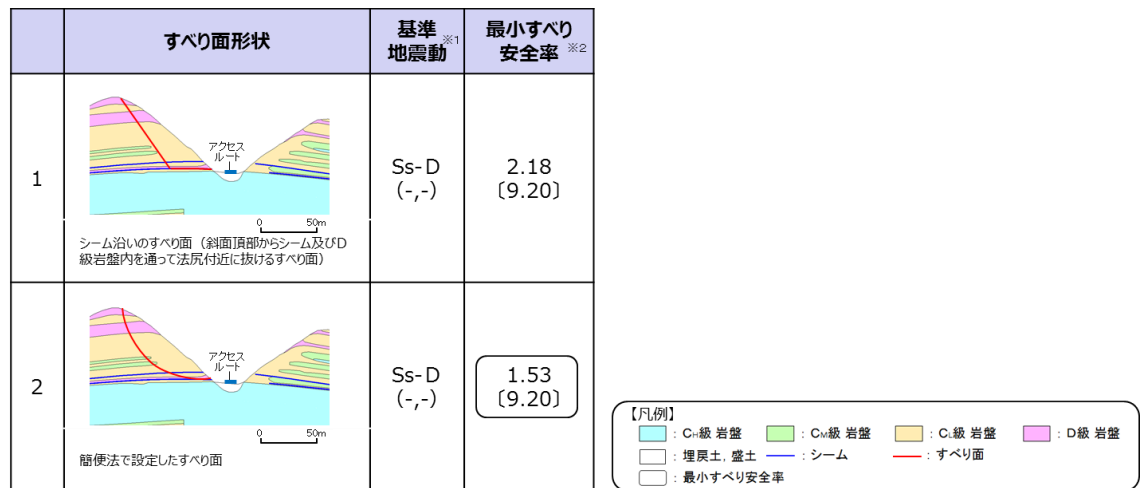 すべり面形状
基準
地震動 ※1
最小すべり
安全率 ※2
1
アクセス
ルート
0 50m
シーム沿いのすべり面（斜面頂部からシーム及びD
級岩盤内を通って法尻付近に抜けるすべり面）
Ss-D
(-,-)
2.18
〔9.20〕
2
アクセス
ルート
0 50m
簡便法で設定したすべり面
Ss-D
(-,-)
1.53
〔9.20〕
【凡例】
：CH級 岩盤 ：CM級 岩盤 ：CL級 岩盤 ：D級 岩盤
：埋戻土，盛土 ：シーム ：すべり面
：最小すべり安全率